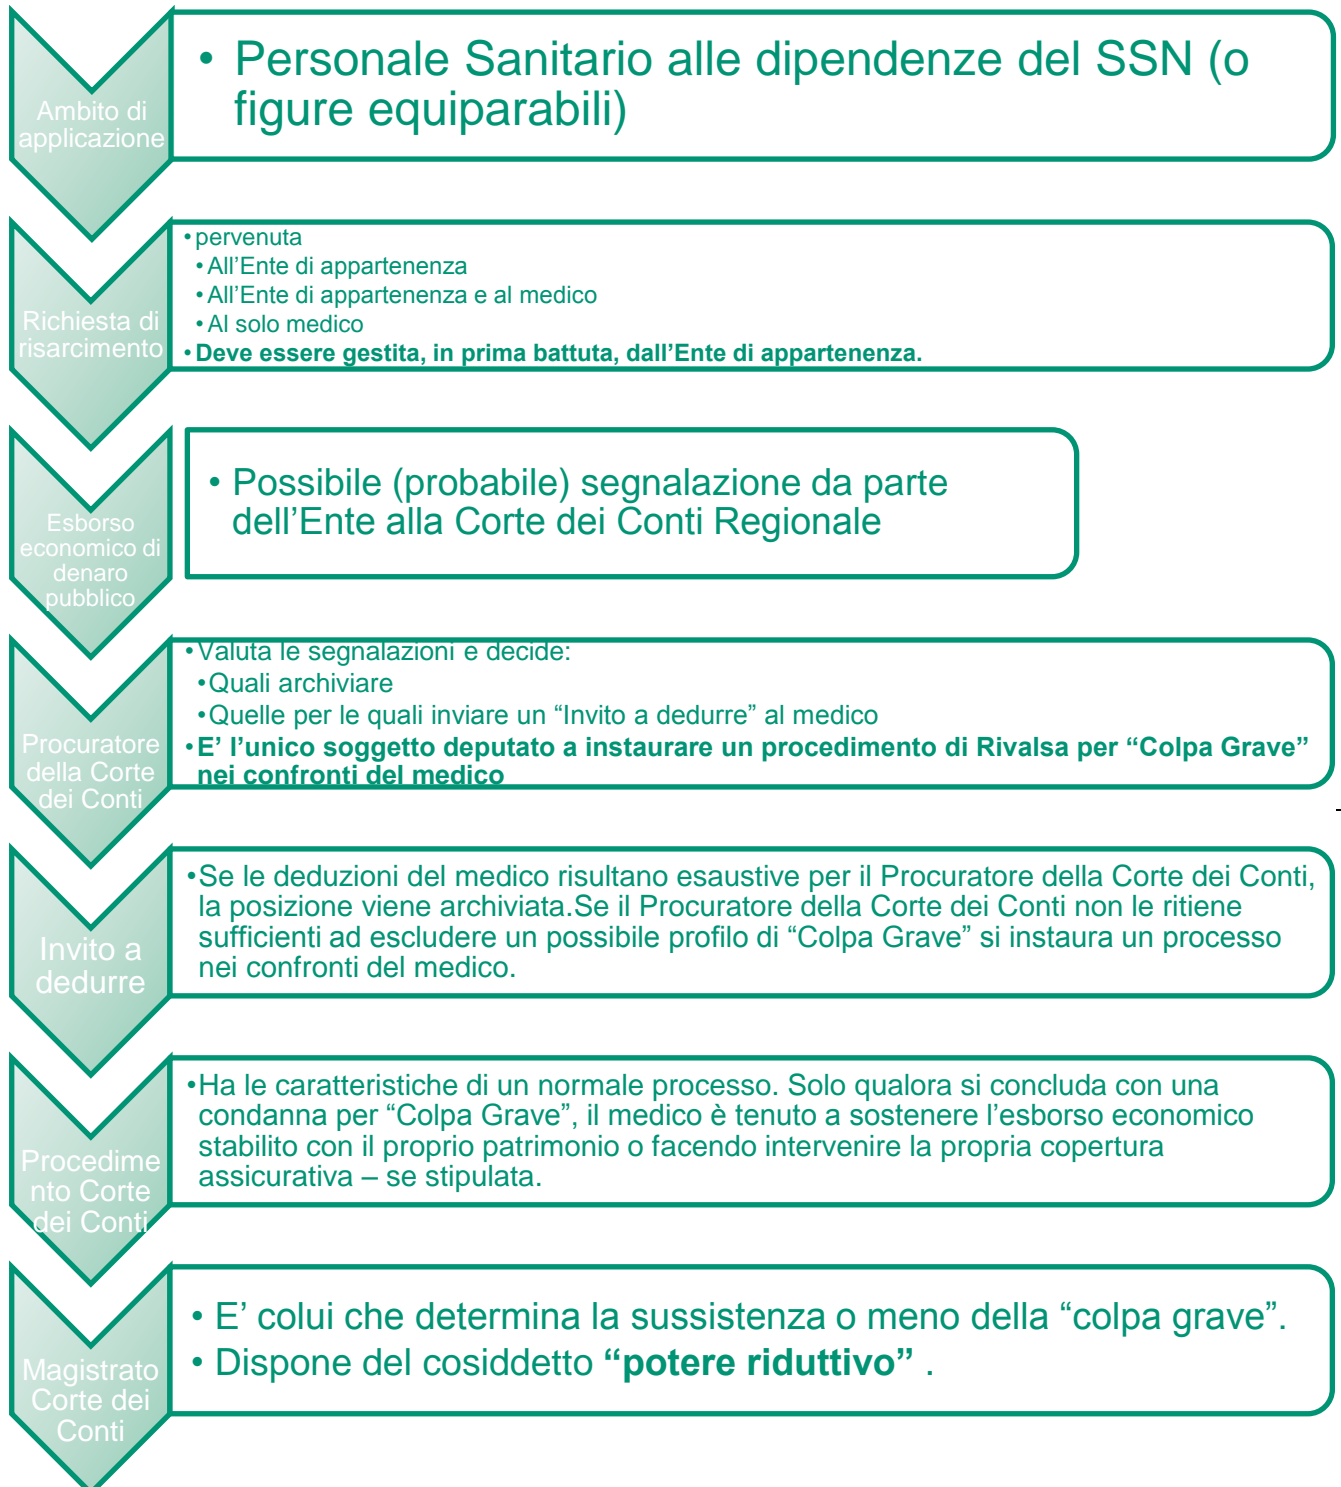 Ambito di
applicazione
• Personale Sanitario alle dipendenze del SSN (o
figure equiparabili)
Richiesta di
risarcimento
• pervenuta
• All’Ente di appartenenza
• All’Ente di appartenenza e al medico
• Al solo medico
• Deve essere gestita, in prima battuta, dall’Ente di appartenenza.
Esborso
economico di
denaro
pubblico
• Possibile (probabile) segnalazione da parte
dell’Ente alla Corte dei Conti Regionale
Procuratore
della Corte
dei Conti
• Valuta le segnalazioni e decide:
• Quali archiviare
• Quelle per le quali inviare un “Invito a dedurre” al medico
• E’ l’unico soggetto deputato a instaurare un procedimento di Rivalsa per “Colpa Grave”
nei confronti del medico
Invito a
dedurre
• Se le deduzioni del medico risultano esaustive per il Procuratore della Corte dei Conti,
la posizione viene archiviata.Se il Procuratore della Corte dei Conti non le ritiene
sufficienti ad escludere un possibile profilo di “Colpa Grave” si instaura un processo
nei confronti del medico.
Procedime
nto Corte
dei Conti
• Ha le caratteristiche di un normale processo. Solo qualora si concluda con una
condanna per “Colpa Grave”, il medico è tenuto a sostenere l’esborso economico
stabilito con il proprio patrimonio o facendo intervenire la propria copertura
assicurativa – se stipulata.
Magistrato
Corte dei
Conti
• E’ colui che determina la sussistenza o meno della “colpa grave”.
• Dispone del cosiddetto “potere riduttivo” .